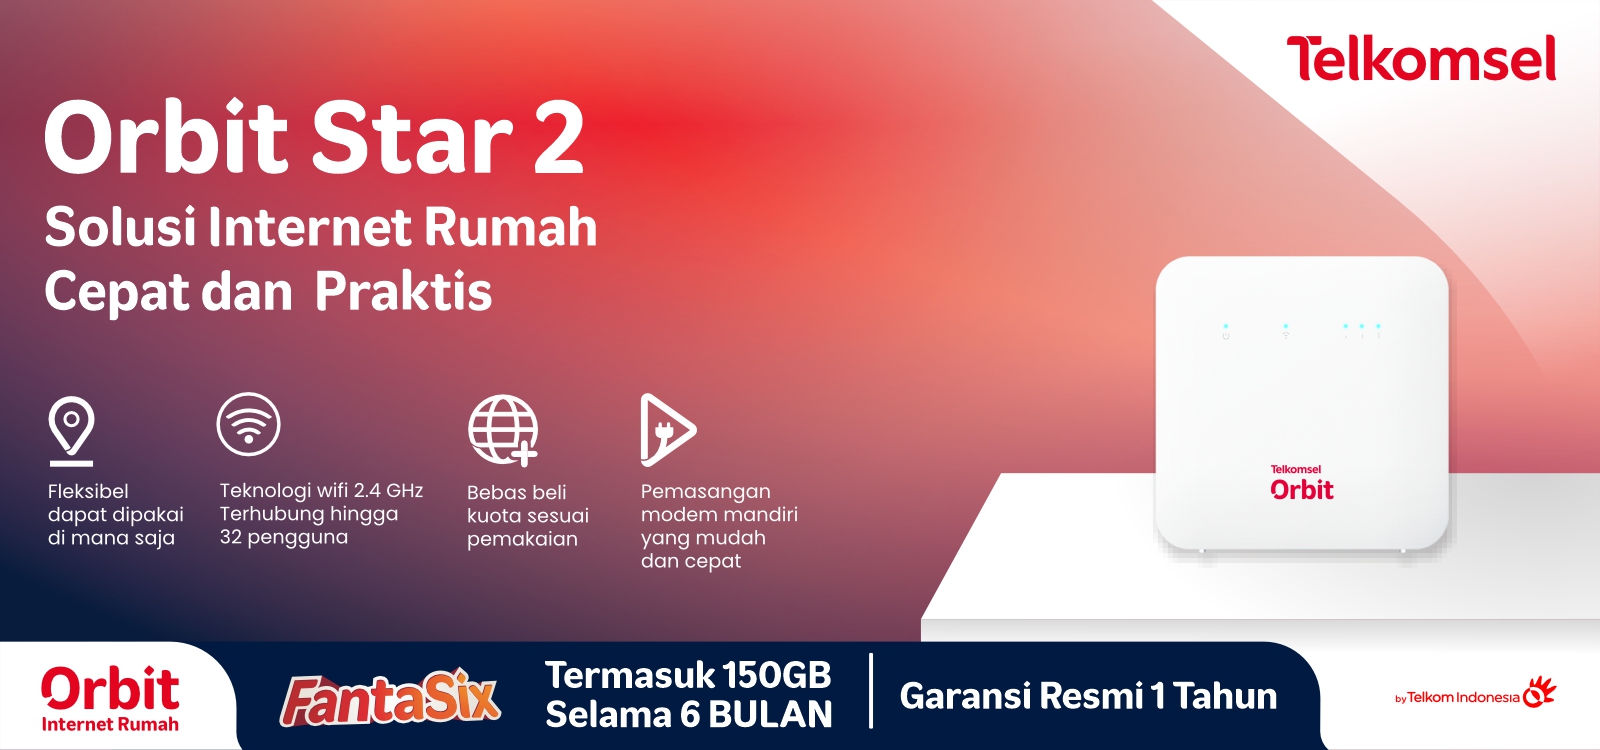 Telkomsel
Orbit Star 2
Solusi Internet Rumah
Cepat dan Praktis
Fleksibel
dapat dipakai
di mana saja
Teknologi wifi 2.4 GHz
Terhubung hingga
32 pengguna
Bebas beli
kuota sesuai
pemakaian
Pemasangan
modem mandiri
yang mudah
dan cepat
Telkomsel
Orbit
Orbit
Internet Rumah
FantaSix
Termasuk 150GB
Selama 6 BULAN
Garansi Resmi 1 Tahun
by Telkom Indonesia